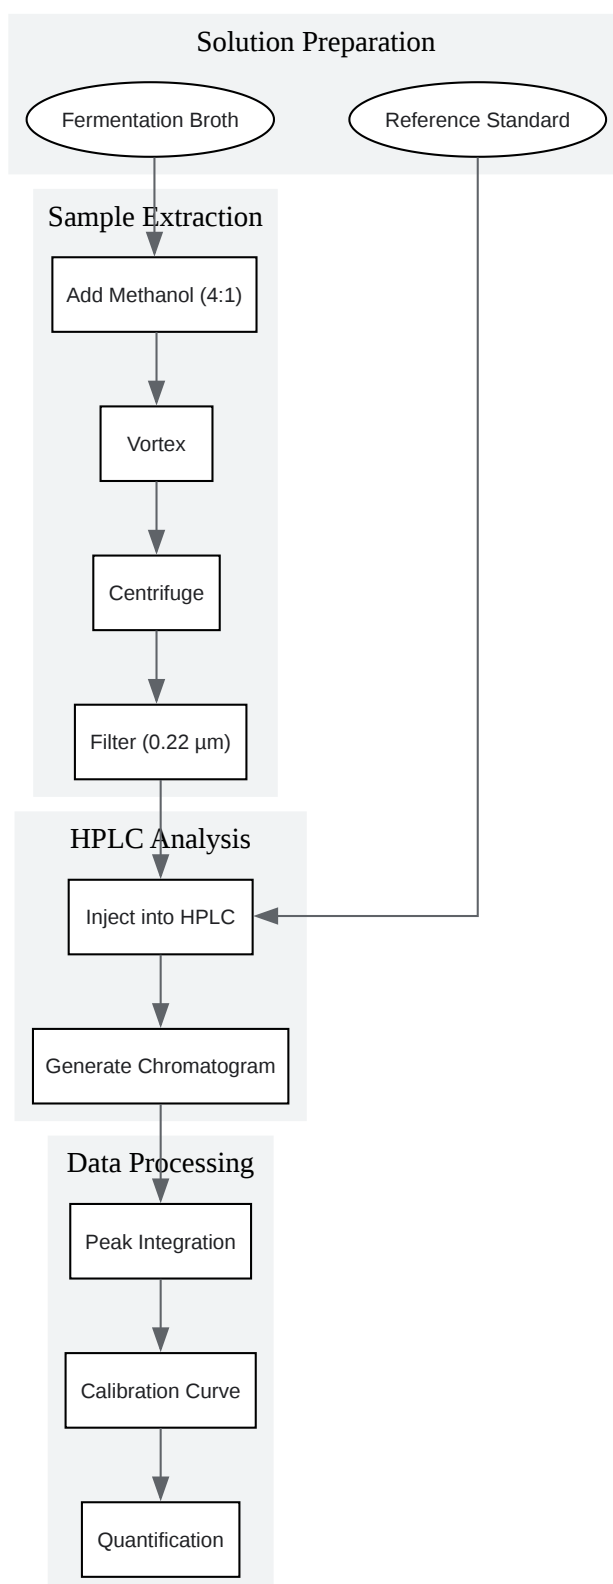 Solution Preparation
Fermentation Broth
Reference Standard
Sample Extraction
Add Methanol (4:1)
Vortex
Centrifuge
Filter (0.22 µm)
HPLC Analysis
Inject into HPLC
Generate Chromatogram
Data Processing
Peak Integration
Calibration Curve
Quantification